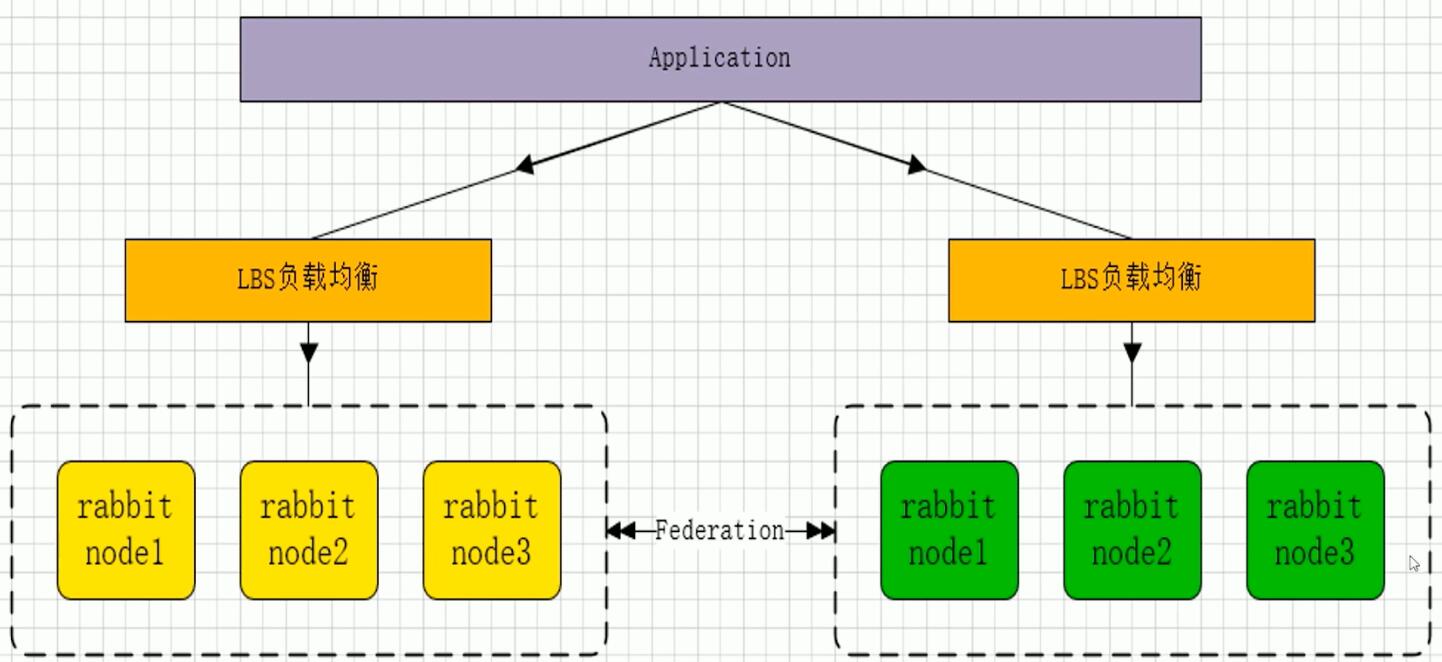 Application
LBS负载均衡
LBS负载均衡
rabbit
node1
rabbit
node2
rabbit
node3
Federation
rabbit
node1
rabbit
node2
rabbit
node3